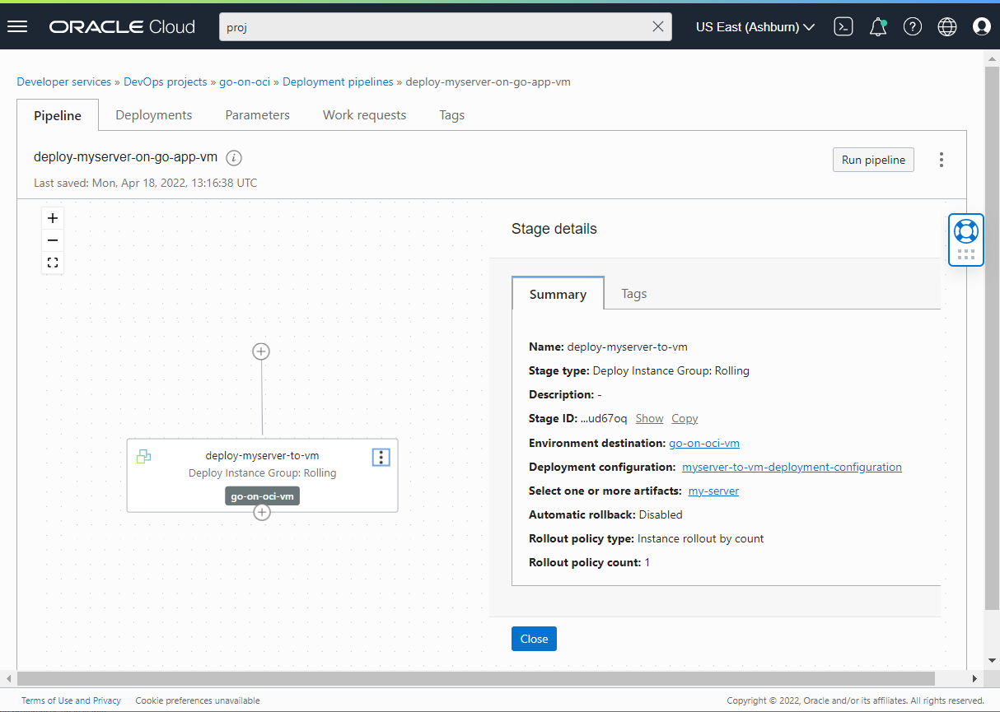 ORACLE Cloud
proj
US East (Ashburn)
Developer services » DevOps projects » go-on-oci » Deployment pipelines » deploy-myserver-on-go-app-vm
Pipeline Deployments Parameters Work requests Tags
deploy-myserver-on-go-app-vm
Run pipeline
Last saved: Mon, Apr 18, 2022, 13:16:38 UTC
deploy-myserver-to-vm
Deploy Instance Group: Rolling
go-on-oci-vm
Stage details
Summary Tags
Name: deploy-myserver-to-vm
Stage type: Deploy Instance Group: Rolling
Description: -
Stage ID: ...ud67oq Show Copy
Environment destination: go-on-oci-vm
Deployment configuration: myserver-to-vm-deployment-configuration
Select one or more artifacts: my-server
Automatic rollback: Disabled
Rollout policy type: Instance rollout by count
Rollout policy count: 1
Close
Terms of Use and Privacy Cookie preferences unavailable Copyright © 2022, Oracle and/or its affiliates. All rights reserved.